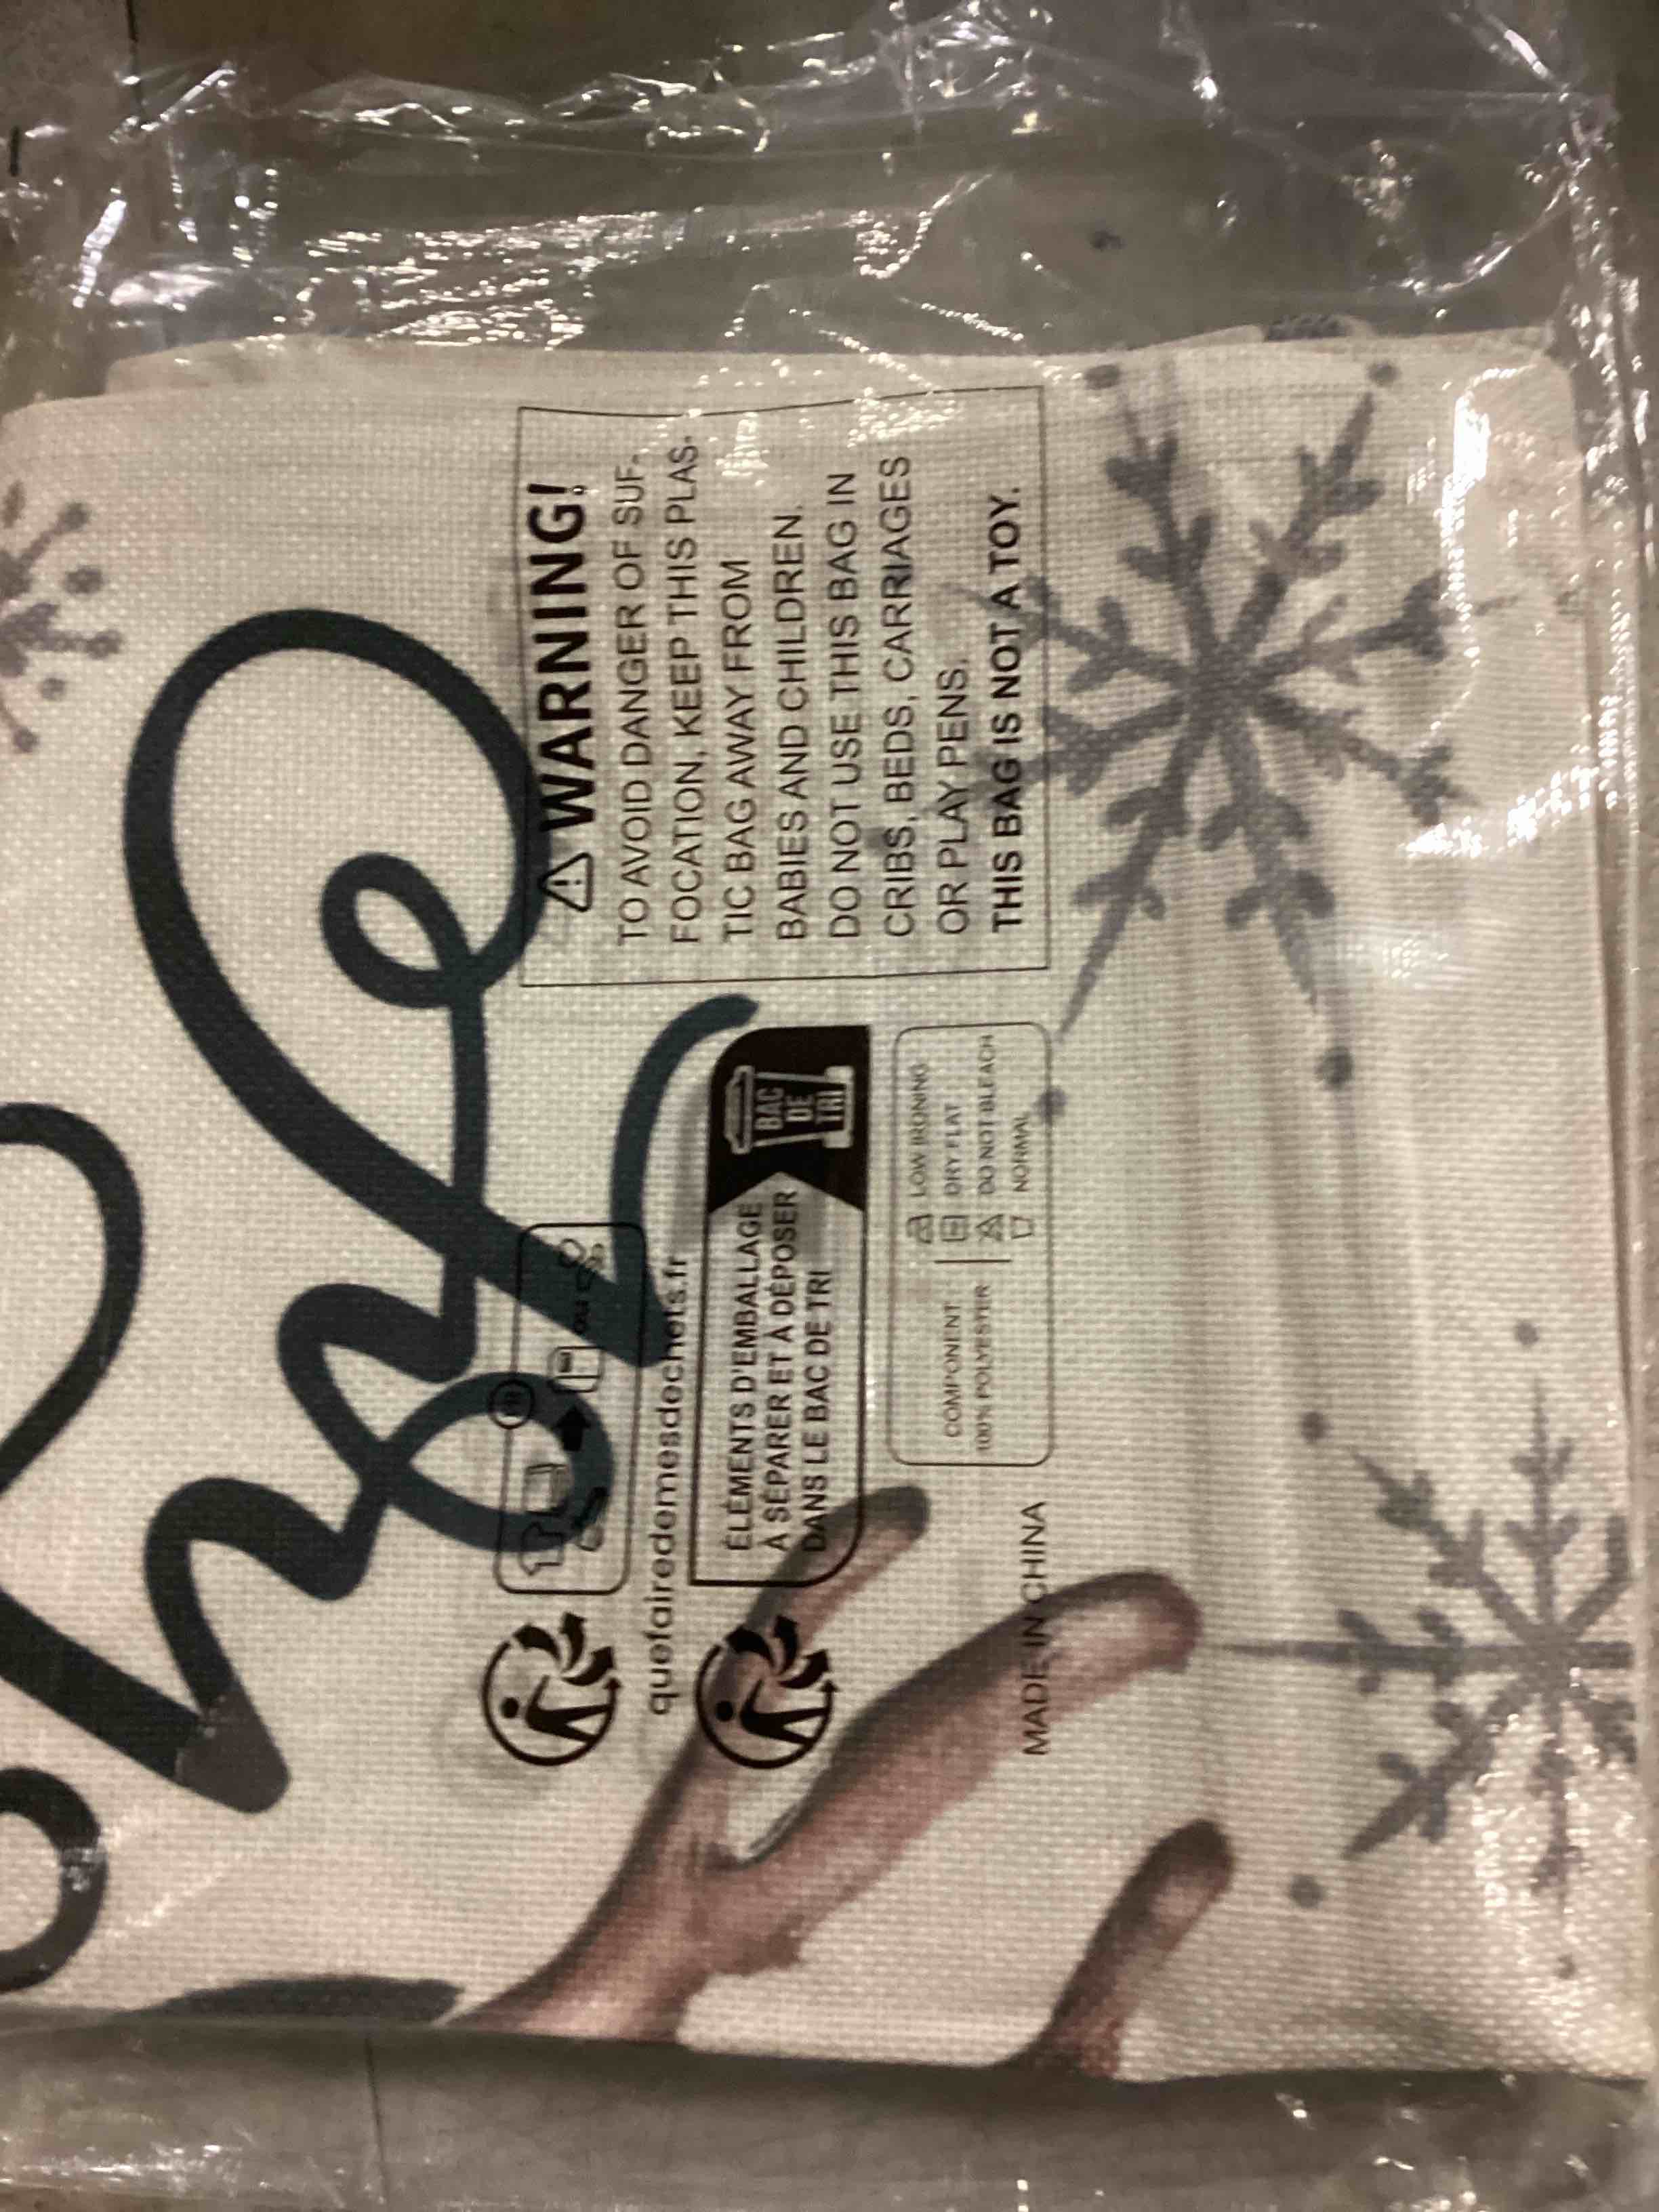 WARNING!
TO AVOID DANGER OF SUF-
FOCATION, KEEP THIS PLAS-
TIC BAG AWAY FROM
BABIES AND CHILDREN.
DO NOT USE THIS BAG IN
CRIBS, BEDS, CARRIAGES
OR PLAY PENS.
THIS BAG IS NOT A TOY.
FR
OU
quefairedemesdechets.fr
ÉLÉMENTS D'EMBALLAGE
À SÉPARER ET À DÉPOSER
DANS LE BAC DE TRI
BAC
DE
TRI
COMPONENT
100% POLYESTER
LOW IRONING
DRY FLAT
DO NOT BLEACH
NORMAL
MADE IN CHINA